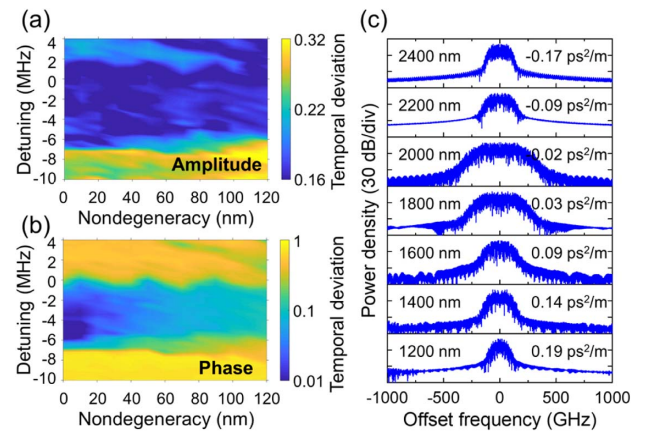 (a)
4
2
0
-2
-4
-6
-8
-10
Detuning (MHz)
0 20 40 60 80 100 120
Nondegeneracy (nm)
Amplitude
0.32
0.22
0.16
Temporal deviation
(b)
4
2
0
-2
-4
-6
-8
-10
Detuning (MHz)
0 20 40 60 80 100 120
Nondegeneracy (nm)
Phase
1
0.1
0.01
Temporal deviation
(c)
Power density (30 dB/div)
2400 nm -0.17 ps²/m
2200 nm -0.09 ps²/m
2000 nm -0.02 ps²/m
1800 nm 0.03 ps²/m
1600 nm 0.09 ps²/m
1400 nm 0.14 ps²/m
1200 nm 0.19 ps²/m
-1000 -500 0 500 1000
Offset frequency (GHz)